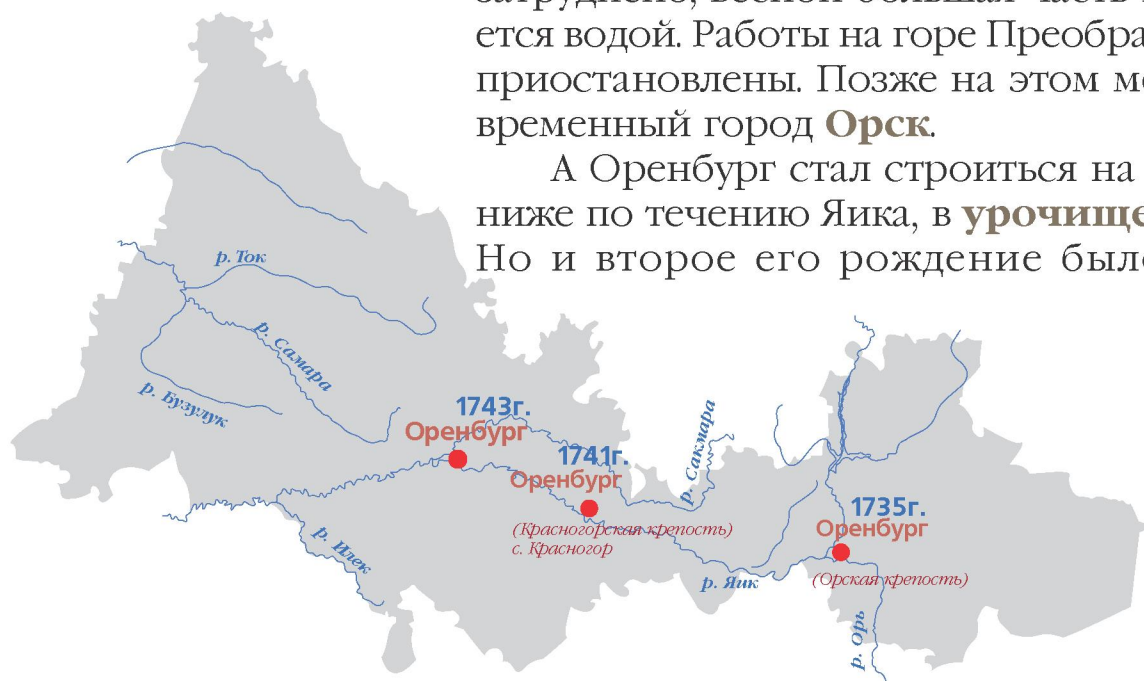 ется водой. Работы на горе Преобра
приостановлены. Позже на этом ме
временный город Орск.
А Оренбург стал строиться на
ниже по течению Яика, в урочище
Но и второе его рождение был
р. Ток
р. Самара
р. Бузулук
1743г.
Оренбург
1741г.
Оренбург
(Красногорская крепость)
с. Красногор
р. Сакмара
1735г.
Оренбург
(Орская крепость)
р. Илек
р. Яик
р. Орь